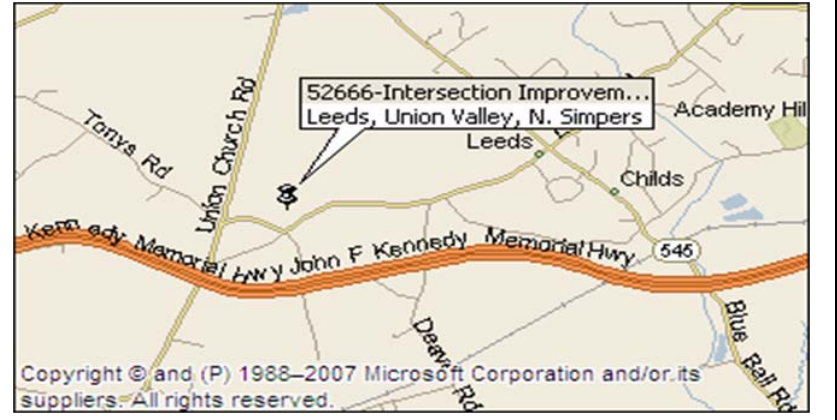 52666-Intersection Improvem...
Leeds, Union Valley, N. Simpers
Academy Hil
Tonys Rd
Union Church Rd
Leeds
Childs
Kennedy Memorial Hwy
John F Kennedy Memorial Hwy
545
Deaver Rd
Blue Ball Rd
Copyright © and (P) 1988–2007 Microsoft Corporation and/or its
suppliers. All rights reserved.